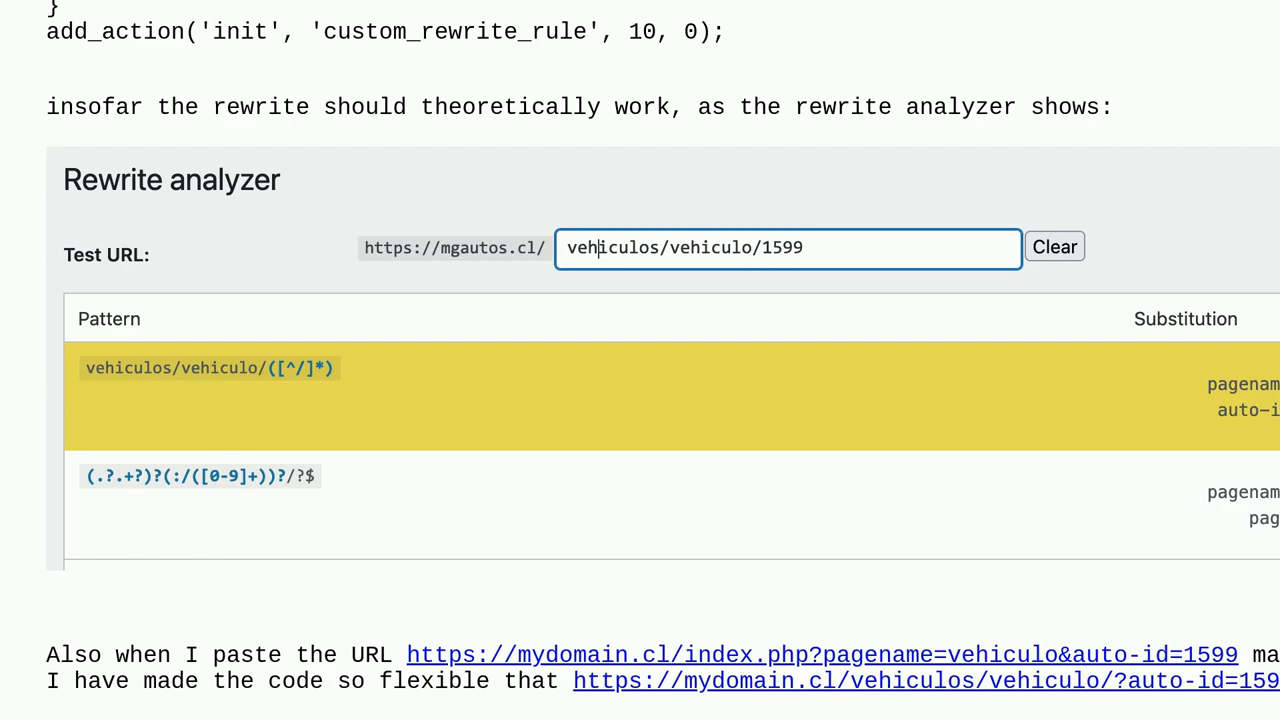 }
add_action('init', 'custom_rewrite_rule', 10, 0);
insofar the rewrite should theoretically work, as the rewrite analyzer shows:
Rewrite analyzer
Test URL: https://mgautos.cl/ vehiculos/vehiculo/1599 Clear
Pattern Substitution
vehiculos/vehiculo/([^/]*)
pagenam
auto-i
(.?.+?)?(:/([0-9]+))?/?$
pagenam
pag
Also when I paste the URL https://mydomain.cl/index.php?pagename=vehiculo&auto-id=1599 ma
I have made the code so flexible that https://mydomain.cl/vehiculos/vehiculo/?auto-id=159